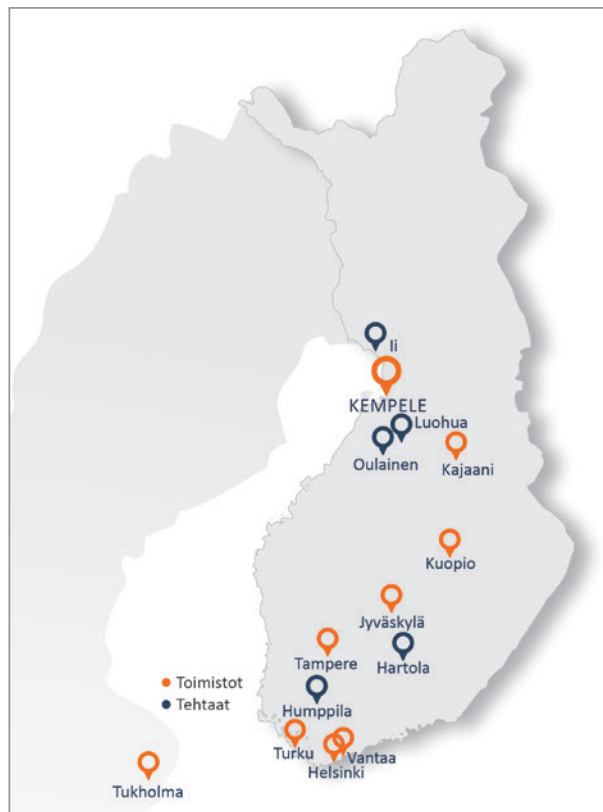 Ii
KEMPELE
Luohua
Oulainen
Kajaani
Kuopio
Jyväskylä
Tampere
Hartola
Toimistot
Tehtaat
Humppila
Turku
Vantaa
Helsinki
Tukholma